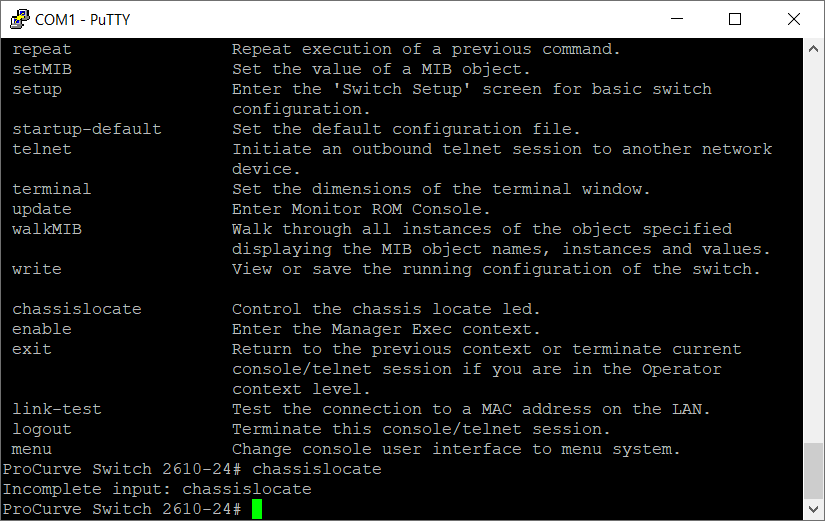 COM1 - PuTTY
repeat Repeat execution of a previous command.
setMIB Set the value of a MIB object.
setup Enter the 'Switch Setup' screen for basic switch
configuration.
startup-default Set the default configuration file.
telnet Initiate an outbound telnet session to another network
device.
terminal Set the dimensions of the terminal window.
update Enter Monitor ROM Console.
walkMIB Walk through all instances of the object specified
displaying the MIB object names, instances and values.
write View or save the running configuration of the switch.
chassislocate Control the chassis locate led.
enable Enter the Manager Exec context.
exit Return to the previous context or terminate current
console/telnet session if you are in the Operator
context level.
link-test Test the connection to a MAC address on the LAN.
logout Terminate this console/telnet session.
menu Change console user interface to menu system.
ProCurve Switch 2610-24# chassislocate
Incomplete input: chassislocate
ProCurve Switch 2610-24#